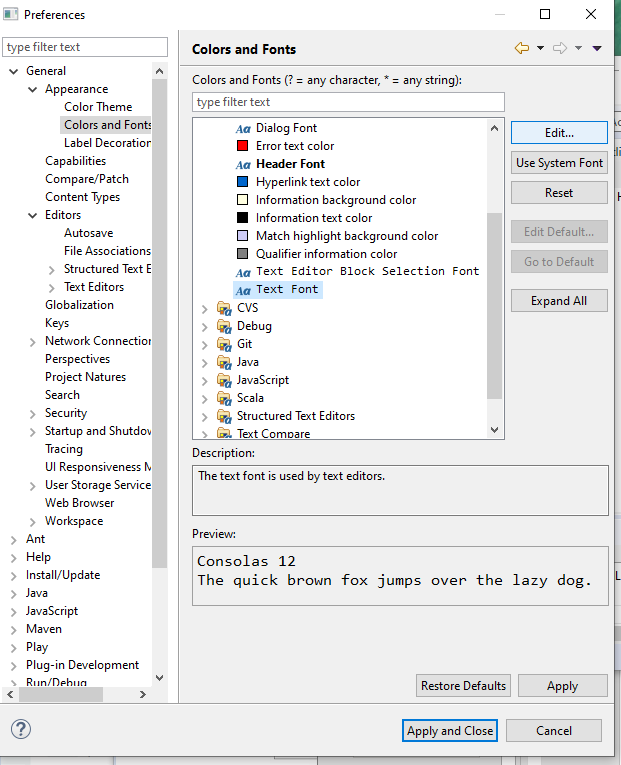 Preferences
type filter text
General
Appearance
Color Theme
Colors and Fonts
Label Decoration
Capabilities
Compare/Patch
Content Types
Editors
Autosave
File Associations
Structured Text E
Text Editors
Globalization
Keys
Network Connection
Perspectives
Project Natures
Search
Security
Startup and Shutdov
Tracing
UI Responsiveness M
User Storage Service
Web Browser
Workspace
Ant
Help
Install/Update
Java
JavaScript
Maven
Play
Plug-in Development
Run/Debug
Colors and Fonts
Colors and Fonts (? = any character, * = any string):
type filter text
Dialog Font
Error text color
Header Font
Hyperlink text color
Information background color
Information text color
Match highlight background color
Qualifier information color
Text Editor Block Selection Font
Text Font
CVS
Debug
Git
Java
JavaScript
Scala
Structured Text Editors
Text Compare
Edit...
Use System Font
Reset
Edit Default...
Go to Default
Expand All
Description:
The text font is used by text editors.
Preview:
Consolas 12
The quick brown fox jumps over the lazy dog.
Restore Defaults
Apply
Apply and Close
Cancel